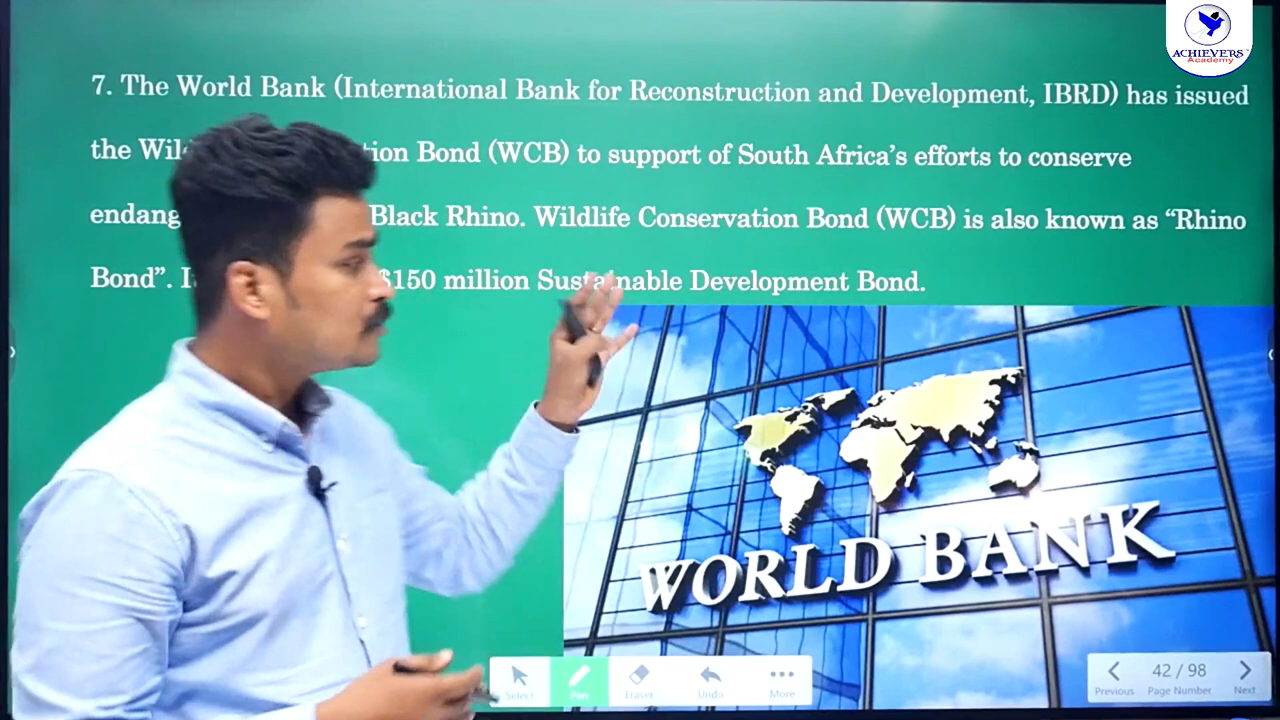 ACHIEVERS
Academy
7. The World Bank (International Bank for Reconstruction and Development, IBRD) has issued
the tion Bond (WCB) to support of South Africa’s efforts to conserve
endang Black Rhino. Wildlife Conservation Bond (WCB) is also known as “Rhino
Bond”. $150 million Sustainable Development Bond.
WORLD BANK
Select
Pen
Eraser
Undo
More
Previous
42 / 98
Page Number
Next